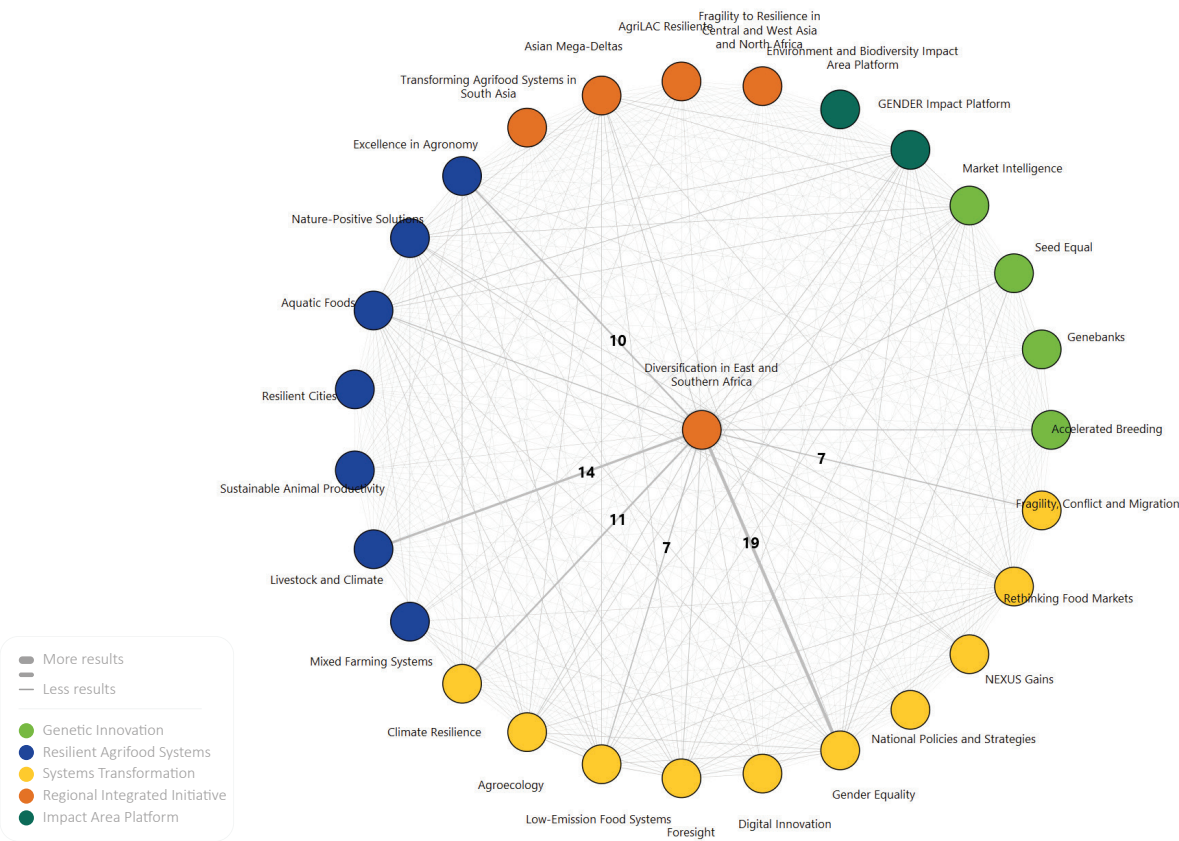 Fragility to Resilience in
Central and West Asia
and North Africa
AgriLAC Resiliente
Asian Mega-Deltas
Environment and Biodiversity Impact
Area Platform
Transforming Agrifood Systems in
South Asia
GENDER Impact Platform
Excellence in Agronomy
Market Intelligence
Nature-Positive Solutions
Seed Equal
Aquatic Foods
Genebanks
10
Diversification in East and
Southern Africa
Resilient Cities
Accelerated Breeding
7
14
Sustainable Animal Productivity
Fragility, Conflict and Migration
11
7
19
Livestock and Climate
Rethinking Food Markets
Mixed Farming Systems
NEXUS Gains
Climate Resilience
National Policies and Strategies
Agroecology
Gender Equality
Low-Emission Food Systems
Digital Innovation
Foresight
More results
Less results
Genetic Innovation
Resilient Agrifood Systems
Systems Transformation
Regional Integrated Initiative
Impact Area Platform